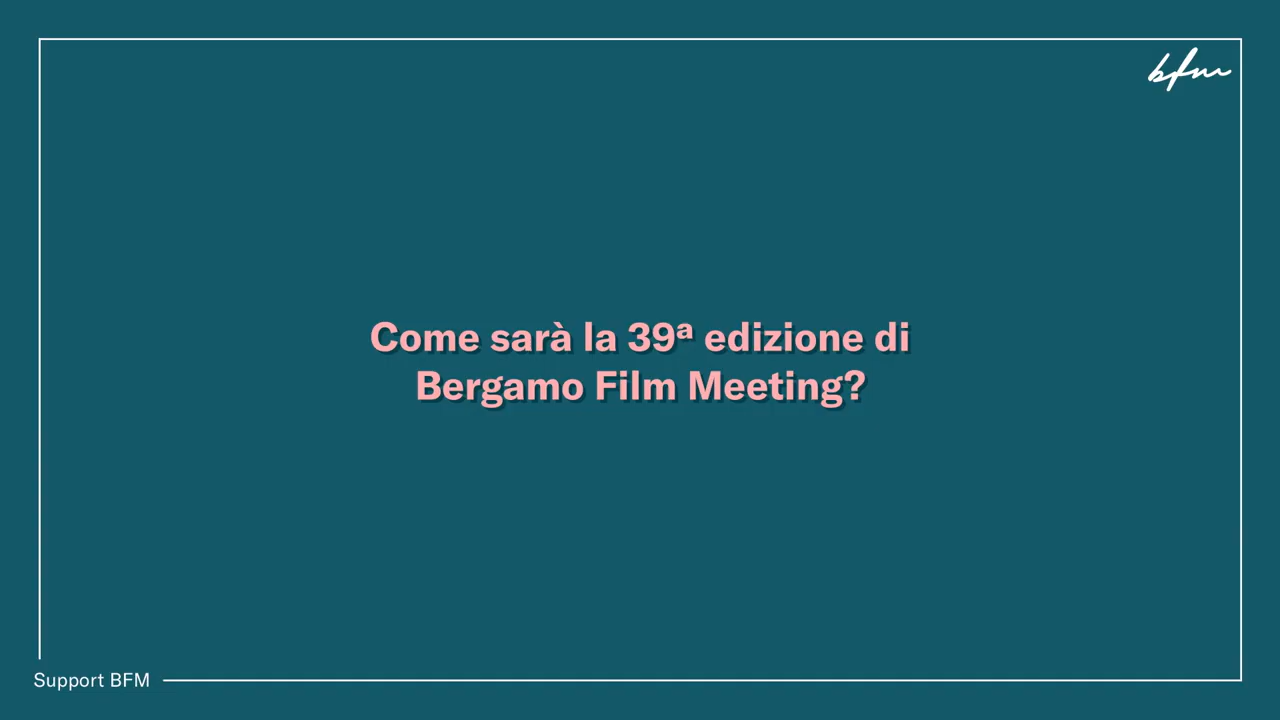 bfm
Come sarà la 39ª edizione di
Bergamo Film Meeting?
Support BFM